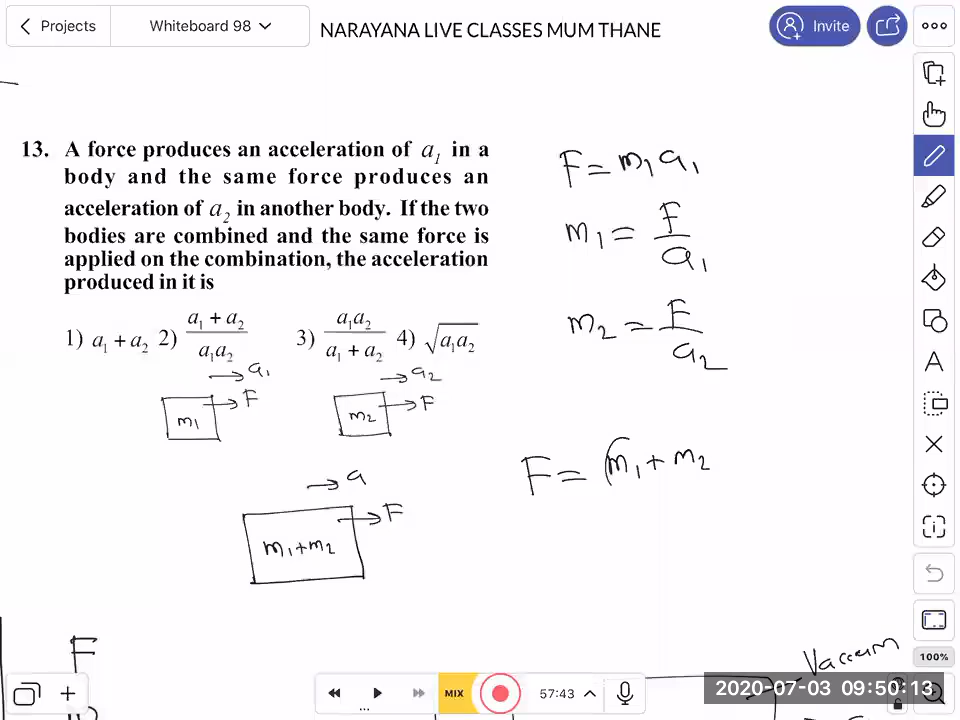 Projects
Whiteboard 98
NARAYANA LIVE CLASSES MUM THANE
Invite
13. A force produces an acceleration of a₁ in a
body and the same force produces an
acceleration of a₂ in another body. If the two
bodies are combined and the same force is
applied on the combination, the acceleration
produced in it is
1) a₁ + a₂ 2) (a₁ + a₂)/(a₁a₂) 3) (a₁a₂)/(a₁ + a₂) 4) √(a₁a₂)
a₁
F
m₁
a₂
F
m₂
a
F
m₁+m₂
F = m₁a₁
m₁ = F/a₁
m₂ = F/a₂
F = (m₁ + m₂
F
Vaccum
100%
MIX
57:43
2020-07-03 09:50:13